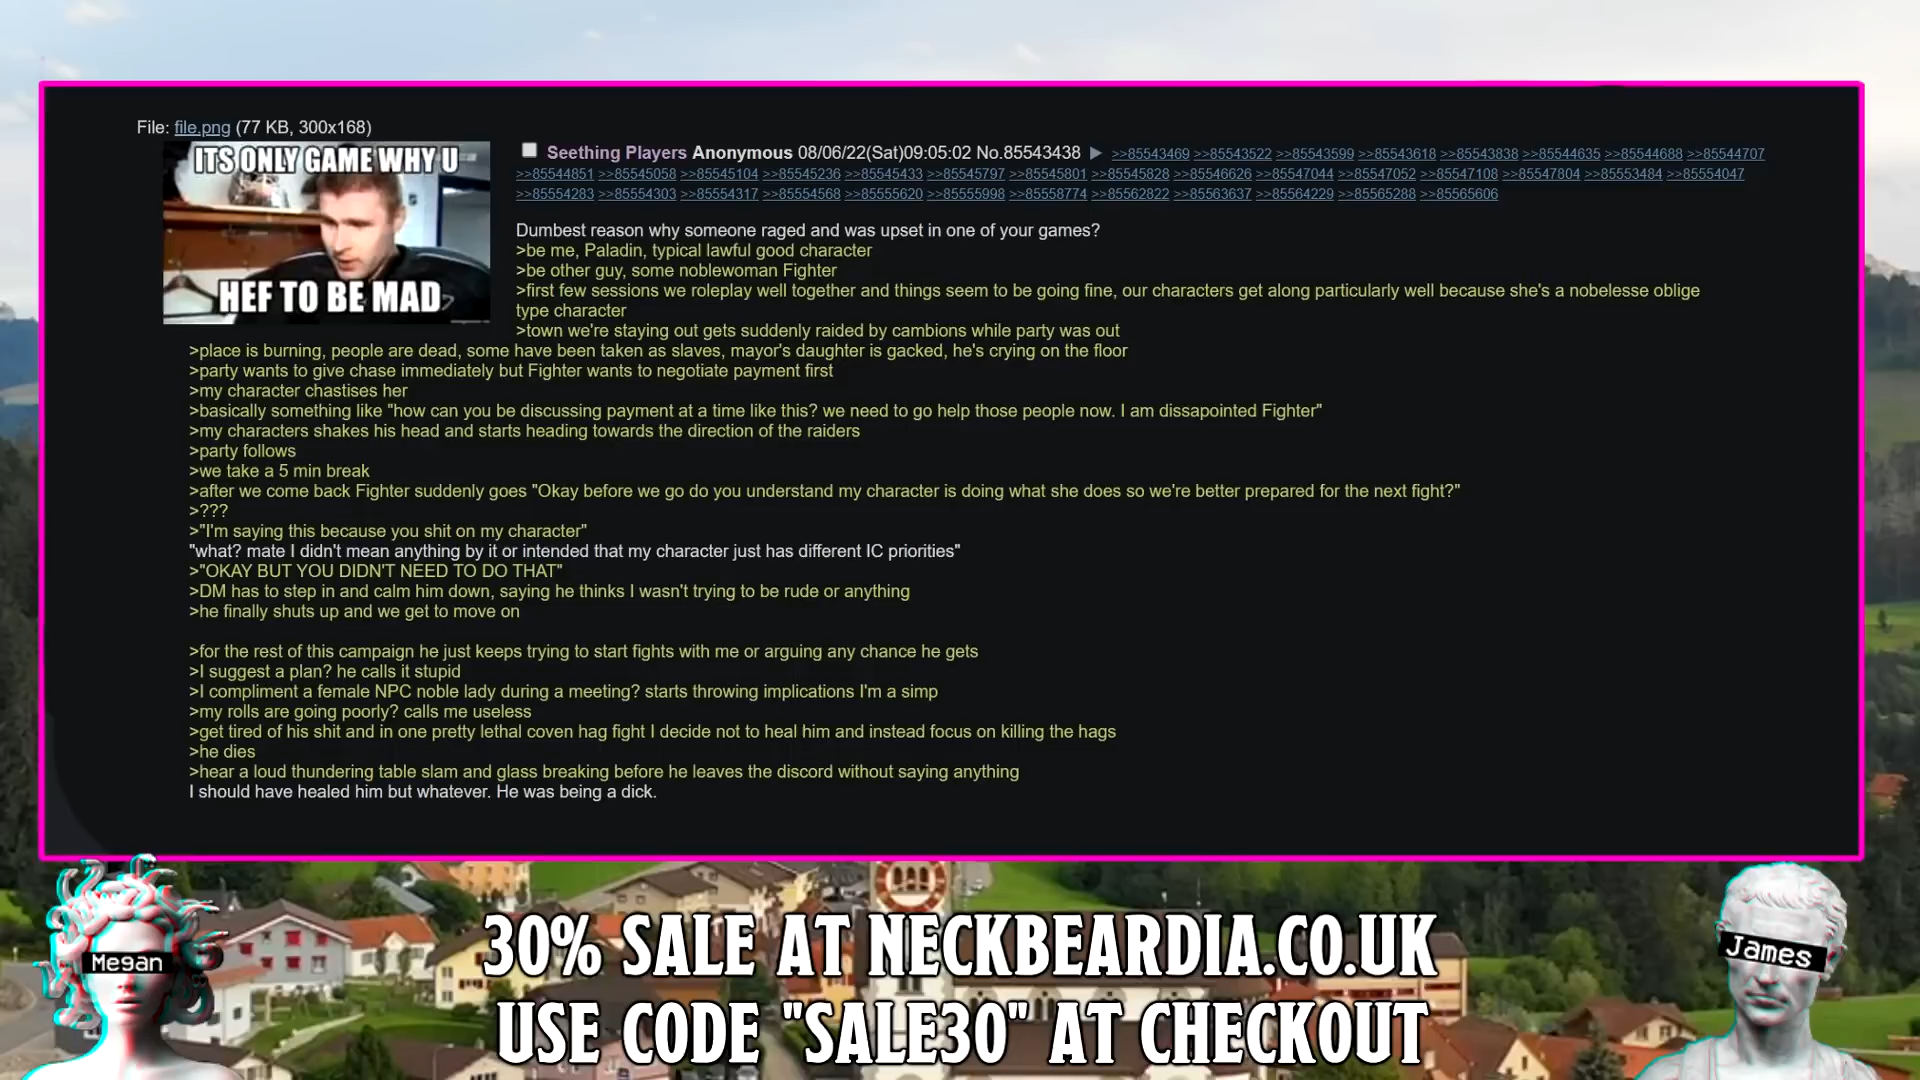 File: file.png (77 KB, 300x168)
ITS ONLY GAME WHY U
HEF TO BE MAD
Seething Players Anonymous 08/06/22(Sat)09:05:02 No.85543438 ▶ >>85543469 >>85543522 >>85543599 >>85543618 >>85543838 >>85544635 >>85544688 >>85544707
>>85544851 >>85545058 >>85545104 >>85545236 >>85545433 >>85545797 >>85545801 >>85545828 >>85546626 >>85547044 >>85547052 >>85547108 >>85547804 >>85553484 >>85554047
>>85554283 >>85554303 >>85554317 >>85554568 >>85555620 >>85555998 >>85558774 >>85562822 >>85563637 >>85564229 >>85565288 >>85565606
Dumbest reason why someone raged and was upset in one of your games?
>be me, Paladin, typical lawful good character
>be other guy, some noblewoman Fighter
>first few sessions we roleplay well together and things seem to be going fine, our characters get along particularly well because she's a nobelesse oblige
type character
>town we're staying out gets suddenly raided by cambions while party was out
>place is burning, people are dead, some have been taken as slaves, mayor's daughter is gacked, he's crying on the floor
>party wants to give chase immediately but Fighter wants to negotiate payment first
>my character chastises her
>basically something like "how can you be discussing payment at a time like this? we need to go help those people now. I am dissapointed Fighter"
>my characters shakes his head and starts heading towards the direction of the raiders
>party follows
>we take a 5 min break
>after we come back Fighter suddenly goes "Okay before we go do you understand my character is doing what she does so we're better prepared for the next fight?"
>???
>"I'm saying this because you shit on my character"
"what? mate I didn't mean anything by it or intended that my character just has different IC priorities"
>"OKAY BUT YOU DIDN'T NEED TO DO THAT"
>DM has to step in and calm him down, saying he thinks I wasn't trying to be rude or anything
>he finally shuts up and we get to move on
>for the rest of this campaign he just keeps trying to start fights with me or arguing any chance he gets
>I suggest a plan? he calls it stupid
>I compliment a female NPC noble lady during a meeting? starts throwing implications I'm a simp
>my rolls are going poorly? calls me useless
>get tired of his shit and in one pretty lethal coven hag fight I decide not to heal him and instead focus on killing the hags
>he dies
>hear a loud thundering table slam and glass breaking before he leaves the discord without saying anything
I should have healed him but whatever. He was being a dick.
Megan
James
30% SALE AT NECKBEARDIA.CO.UK
USE CODE "SALE30" AT CHECKOUT